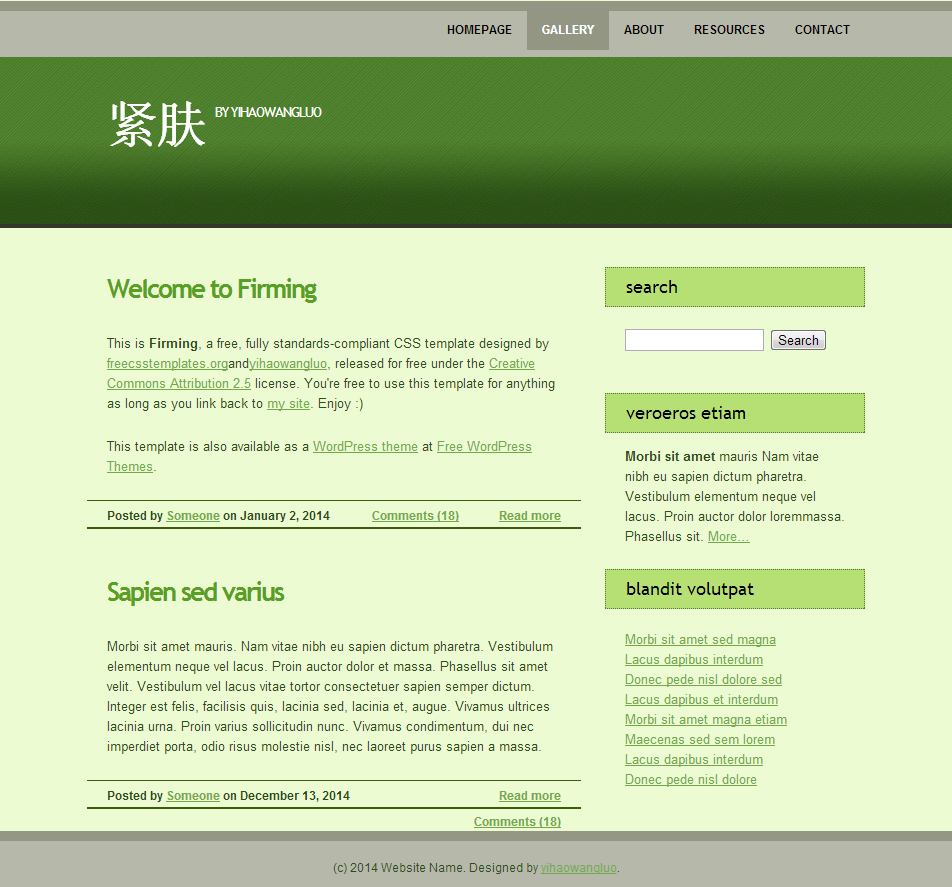 HOMEPAGE GALLERY ABOUT RESOURCES CONTACT
紧肤 BY YIHAOWANGLUO
Welcome to Firming
This is Firming, a free, fully standards-compliant CSS template designed by
freecsstemplates.organdyihaowangluo, released for free under the Creative
Commons Attribution 2.5 license. You're free to use this template for anything
as long as you link back to my site. Enjoy :)
This template is also available as a WordPress theme at Free WordPress
Themes.
Posted by Someone on January 2, 2014 Comments (18) Read more
Sapien sed varius
Morbi sit amet mauris. Nam vitae nibh eu sapien dictum pharetra. Vestibulum
elementum neque vel lacus. Proin auctor dolor et massa. Phasellus sit amet
velit. Vestibulum vel lacus vitae tortor consectetuer sapien semper dictum.
Integer est felis, facilisis quis, lacinia sed, lacinia et, augue. Vivamus ultrices
lacinia urna. Proin varius sollicitudin nunc. Vivamus condimentum, dui nec
imperdiet porta, odio risus molestie nisl, nec laoreet purus sapien a massa.
Posted by Someone on December 13, 2014 Read more
Comments (18)
search
Search
veroeros etiam
Morbi sit amet mauris Nam vitae
nibh eu sapien dictum pharetra.
Vestibulum elementum neque vel
lacus. Proin auctor dolor loremmassa.
Phasellus sit. More…
blandit volutpat
Morbi sit amet sed magna
Lacus dapibus interdum
Donec pede nisl dolore sed
Lacus dapibus et interdum
Morbi sit amet magna etiam
Maecenas sed sem lorem
Lacus dapibus interdum
Donec pede nisl dolore
(c) 2014 Website Name. Designed by yihaowangluo.